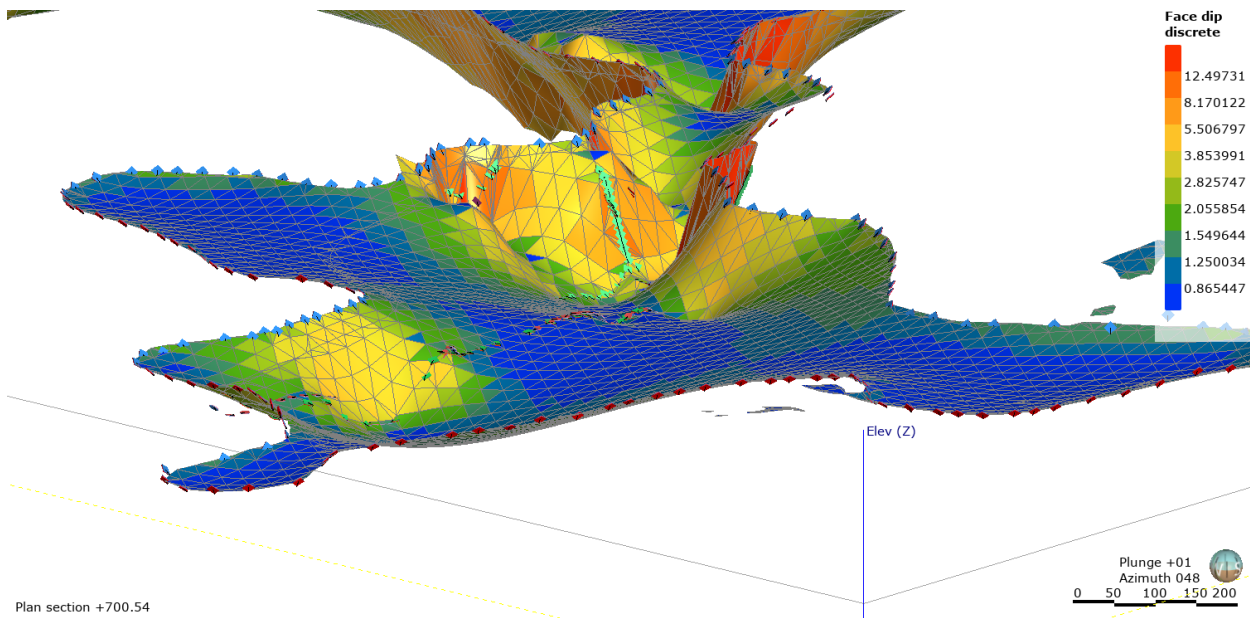 Face dip
discrete
12.49731
8.170122
5.506797
3.853991
2.825747
2.055854
1.549644
1.250034
0.865447
Elev (Z)
Plunge +01
Azimuth 048
0 50 100 150 200
Plan section +700.54